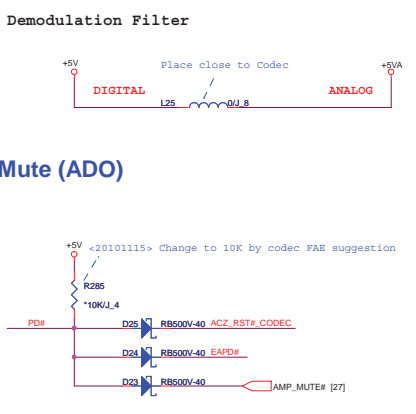 Demodulation Filter
+5V
Place close to Codec
+5VA
DIGITAL
ANALOG
L25
0/J_8
Mute (ADO)
+5V
<20101115> Change to 10K by codec FAE suggestion
R285
*10K/J_4
PD#
D25
RB500V-40
ACZ_RST#_CODEC
D24
RB500V-40
EAPD#
D23
RB500V-40
AMP_MUTE# [27]